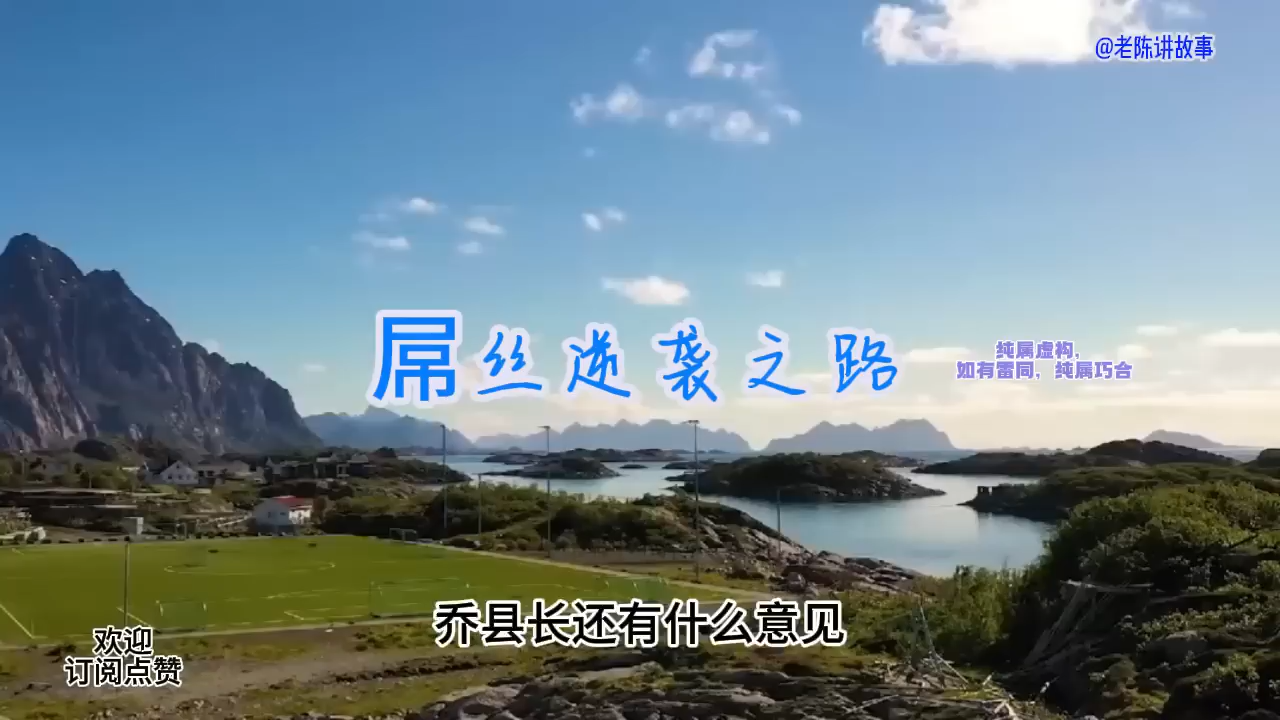 @老陈讲故事
屌丝逆袭之路
纯属虚构,
如有雷同，纯属巧合
乔县长还有什么意见
欢迎
订阅点赞